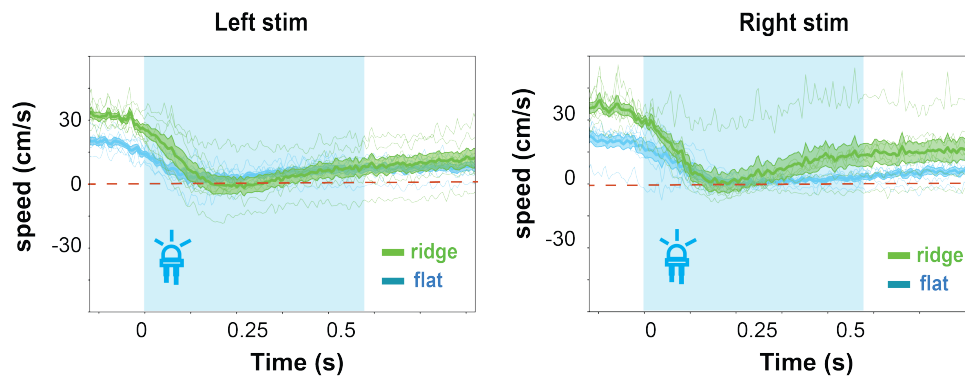 Left stim
speed (cm/s)
30
0
-30
ridge
flat
0
0.25
0.5
Time (s)
Right stim
speed (cm/s)
30
0
-30
ridge
flat
0
0.25
0.5
Time (s)